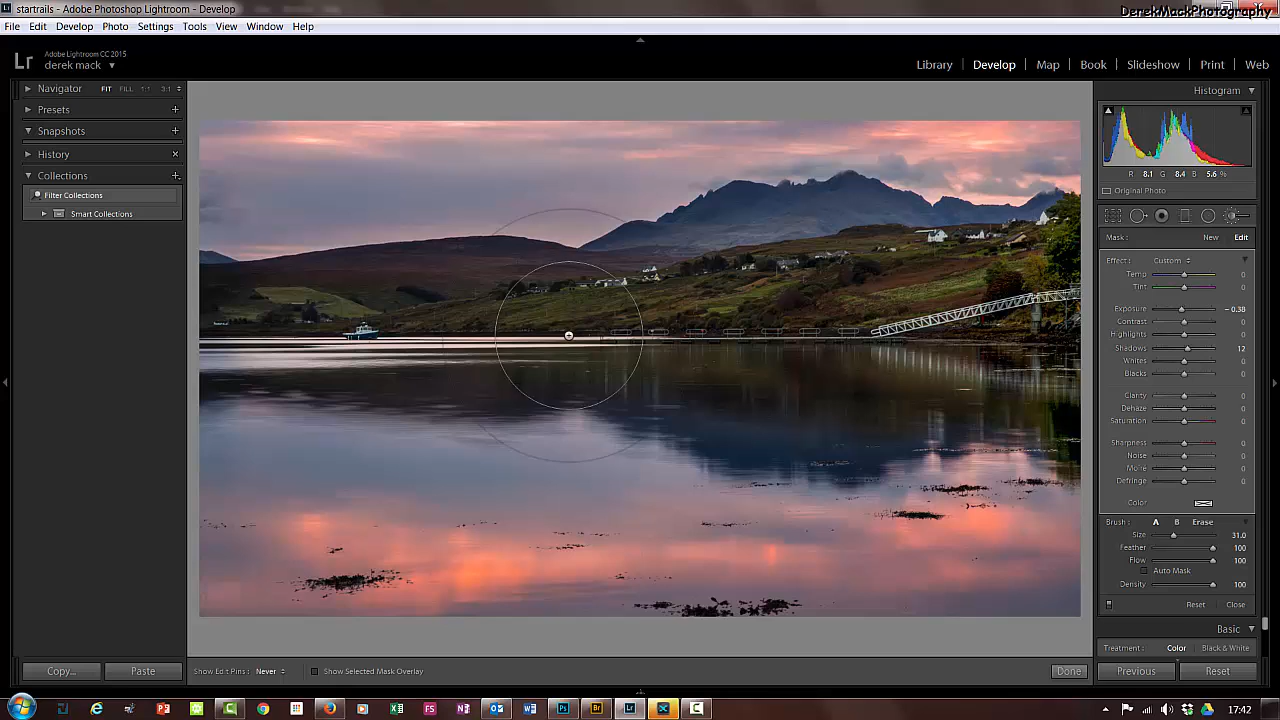 startrails - Adobe Photoshop Lightroom - Develop
DerekMackPhotography
File Edit Develop Photo Settings Tools View Window Help
Lr
Adobe Lightroom CC 2015
derek mack
Library Develop Map Book Slideshow Print Web
Navigator FIT FILL 1:1 3:1
Presets
Snapshots
History
Collections
Filter Collections
Smart Collections
Copy... Paste
Show Edit Pins: Never Show Selected Mask Overlay Done
Histogram
R 8.1 G 8.4 B 5.6 %
Original Photo
Mask : New Edit
Effect : Custom
Temp 0
Tint 0
Exposure - 0.38
Contrast 0
Highlights 0
Shadows 12
Whites 0
Blacks 0
Clarity 0
Dehaze 0
Saturation 0
Sharpness 0
Noise 0
Moiré 0
Defringe 0
Color
Brush : A B Erase
Size 31.0
Feather 100
Flow 100
Auto Mask
Density 100
Reset Close
Basic
Treatment : Color Black & White
Previous Reset
17:42